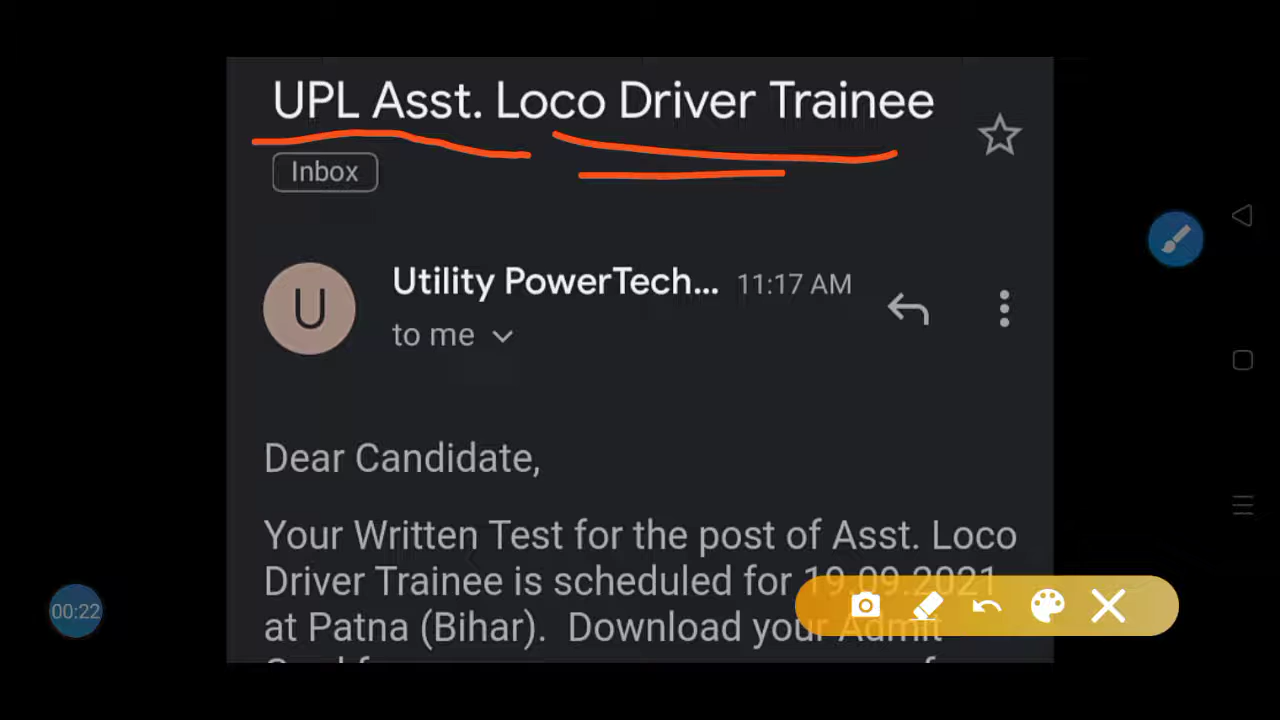 UPL Asst. Loco Driver Trainee
Inbox
U
Utility PowerTech... 11:17 AM
to me
Dear Candidate,
Your Written Test for the post of Asst. Loco
Driver Trainee is scheduled for 19.09.2021
at Patna (Bihar). Download your Admit
00:22